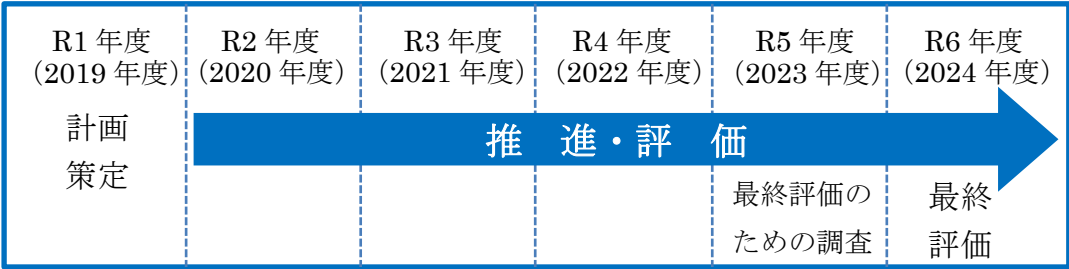 R1 年度 R2 年度 R3 年度 R4 年度 R5 年度 R6 年度
（2019 年度） （2020 年度） （2021 年度） （2022 年度） （2023 年度） （2024 年度）
計画
策定
推 進・評 価
最終評価の 最終
ための調査 評価